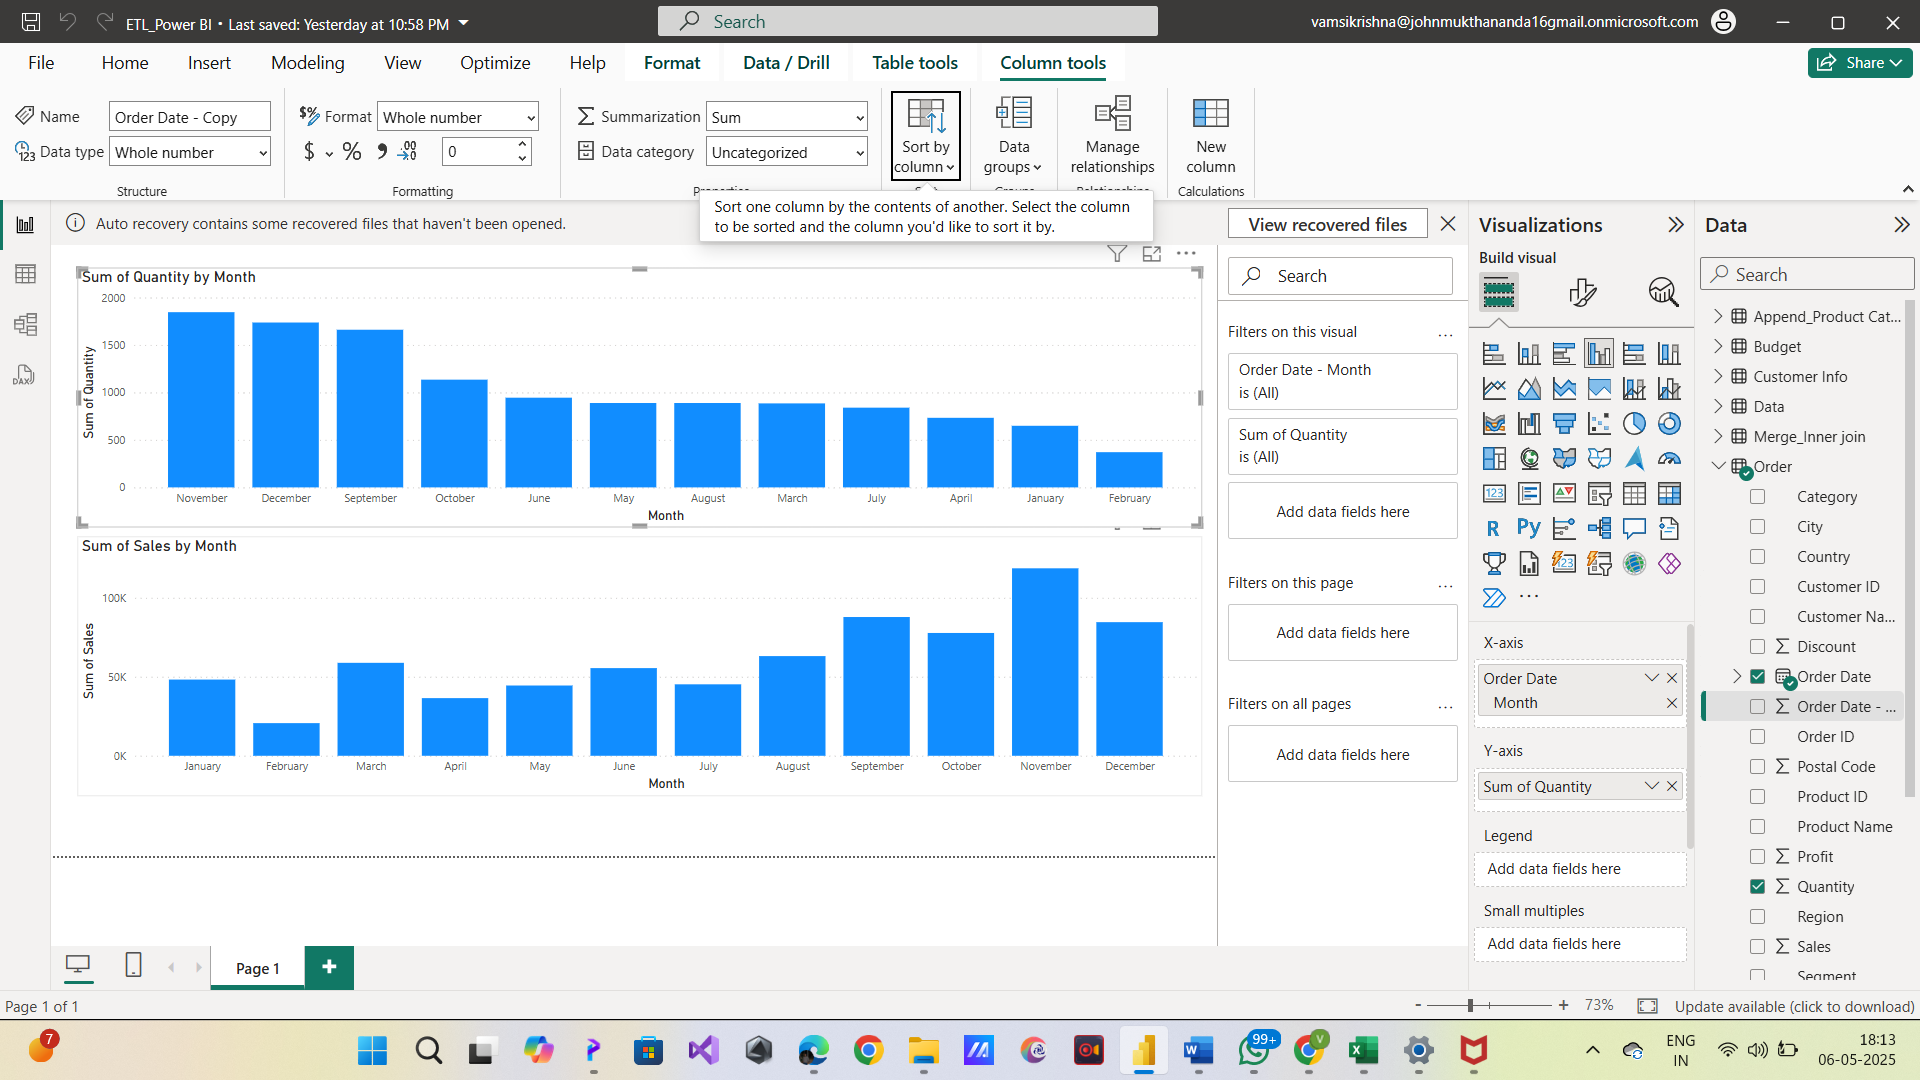 ETL_Power BI • Last saved: Yesterday at 10:58 PM
Search
vamsikrishna@johnmukthananda16gmail.onmicrosoft.com
File
Home
Insert
Modeling
View
Optimize
Help
Format
Data / Drill
Table tools
Column tools
Share
Name
Order Date - Copy
Data type
Whole number
Structure
Format
Whole number
$
%
0
Formatting
Summarization
Sum
Data category
Uncategorized
Sort by
column
Data
groups
Manage
relationships
New
column
Calculations
Sort one column by the contents of another. Select the column
to be sorted and the column you'd like to sort it by.
Auto recovery contains some recovered files that haven't been opened.
View recovered files
Sum of Quantity by Month
2000
1500
1000
500
0
Sum of Quantity
November
December
September
October
June
May
August
March
July
April
January
February
Month
Sum of Sales by Month
100K
50K
0K
Sum of Sales
January
February
March
April
May
June
July
August
September
October
November
December
Month
Search
Filters on this visual
Order Date - Month
is (All)
Sum of Quantity
is (All)
Add data fields here
Filters on this page
Add data fields here
Filters on all pages
Add data fields here
Visualizations
Build visual
123
R
Py
123
X-axis
Order Date
Month
Y-axis
Sum of Quantity
Legend
Add data fields here
Small multiples
Add data fields here
Data
Search
Append_Product Cat...
Budget
Customer Info
Data
Merge_Inner join
Order
Category
City
Country
Customer ID
Customer Na...
Discount
Order Date
Order Date - ...
Order ID
Postal Code
Product ID
Product Name
Profit
Quantity
Region
Sales
Segment
Page 1
Page 1 of 1
73%
Update available (click to download)
7
99+
V
ENG
IN
18:13
06-05-2025